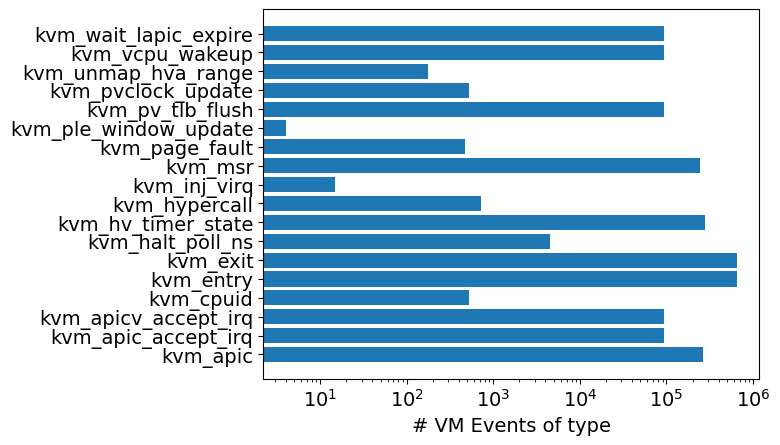 kvm_wait_lapic_expire
kvm_vcpu_wakeup
kvm_unmap_hva_range
kvm_pvclock_update
kvm_pv_tlb_flush
kvm_ple_window_update
kvm_page_fault
kvm_msr
kvm_inj_virq
kvm_hypercall
kvm_hv_timer_state
kvm_halt_poll_ns
kvm_exit
kvm_entry
kvm_cpuid
kvm_apicv_accept_irq
kvm_apic_accept_irq
kvm_apic
10¹ 10² 10³ 10⁴ 10⁵ 10⁶
# VM Events of type